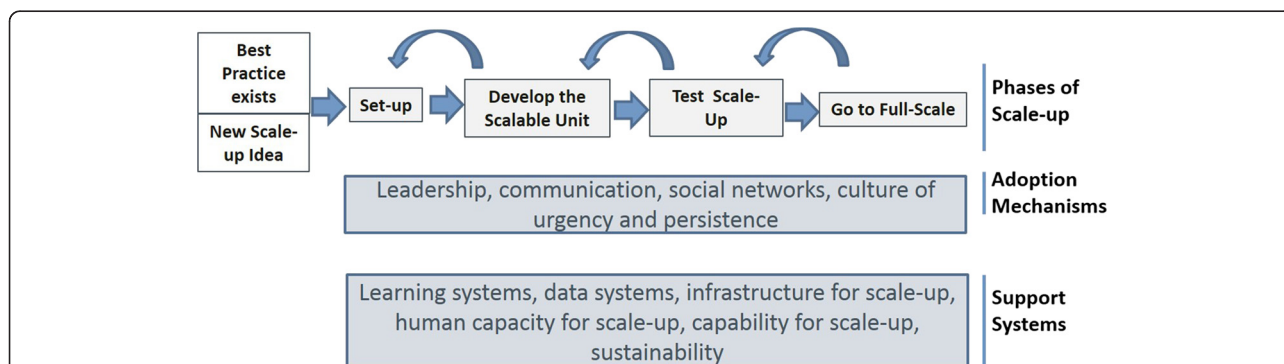 Best
Practice
exists
New Scale-
up Idea
Set-up
Develop the
Scalable Unit
Test Scale-
Up
Go to Full-Scale
Phases of
Scale-up
Leadership, communication, social networks, culture of
urgency and persistence
Adoption
Mechanisms
Learning systems, data systems, infrastructure for scale-up,
human capacity for scale-up, capability for scale-up,
sustainability
Support
Systems